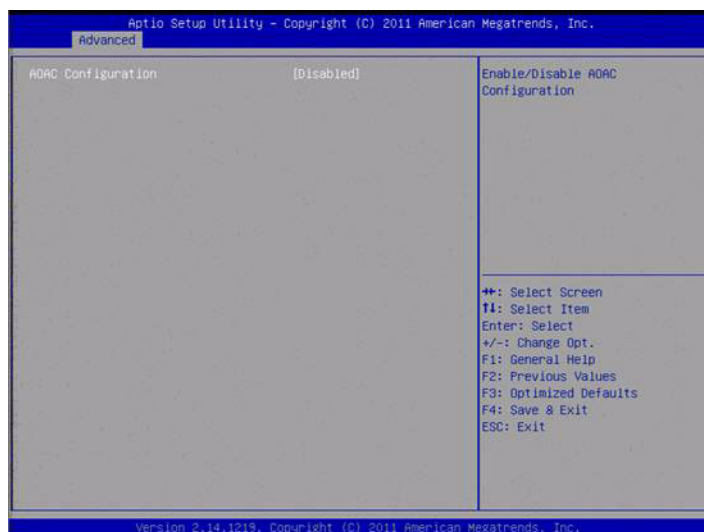 Aptio Setup Utility - Copyright (C) 2011 American Megatrends, Inc.
Advanced
AOAC Configuration [Disabled]
Enable/Disable AOAC
Configuration
→←: Select Screen
↑↓: Select Item
Enter: Select
+/-: Change Opt.
F1: General Help
F2: Previous Values
F3: Optimized Defaults
F4: Save & Exit
ESC: Exit
Version 2.14.1219. Copyright (C) 2011 American Megatrends, Inc.